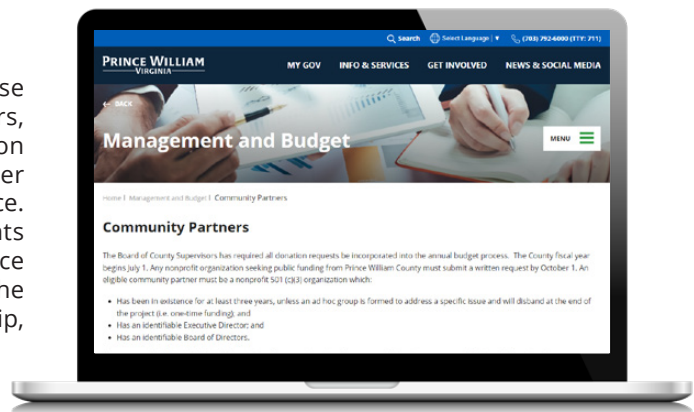 se
rs,
on
er
ce.
nts
ce
ne
ip,
Search Select Language | ▼ (703) 792-6000 (TTY: 711)
PRINCE WILLIAM
VIRGINIA
MY GOV INFO & SERVICES GET INVOLVED NEWS & SOCIAL MEDIA
← BACK
Management and Budget
MENU
Home | Management and Budget | Community Partners
Community Partners
The Board of County Supervisors has required all donation requests be incorporated into the annual budget process. The County fiscal year
begins July 1. Any nonprofit organization seeking public funding from Prince William County must submit a written request by October 1. An
eligible community partner must be a nonprofit 501 (c)(3) organization which:
• Has been in existence for at least three years, unless an ad hoc group is formed to address a specific issue and will disband at the end of
the project (i.e. one-time funding); and
• Has an identifiable Executive Director; and
• Has an identifiable Board of Directors.